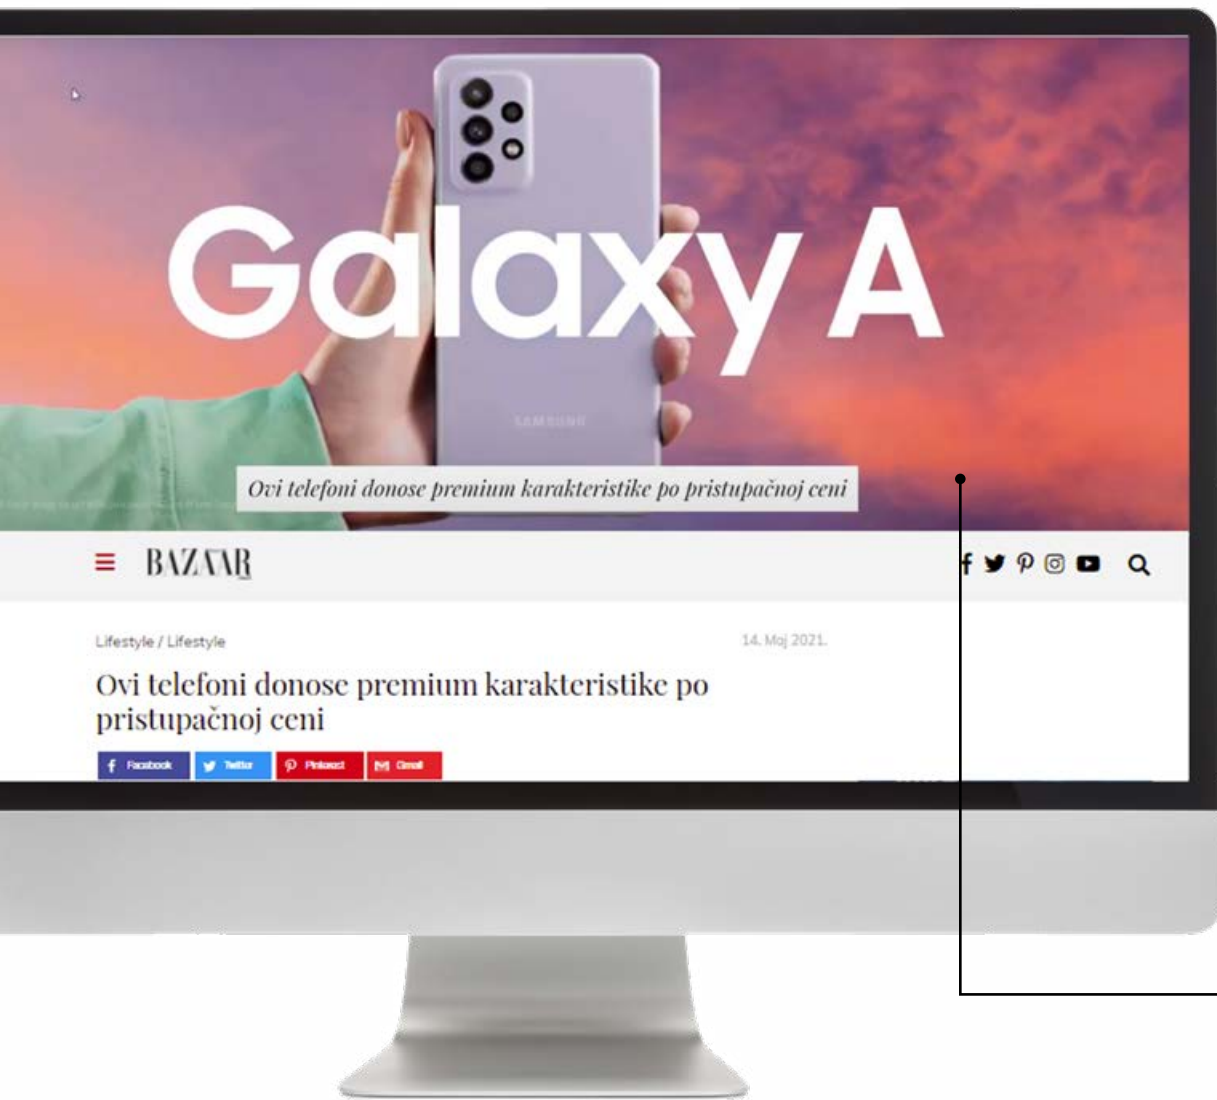 Galaxy A
SAMSUNG
Ovi telefoni donose premium karakteristike po pristupačnoj ceni
BAZAAR
Lifestyle / Lifestyle
14. Maj 2021.
Ovi telefoni donose premium karakteristike po
pristupačnoj ceni
Facebook Twitter Pinterest Gmail